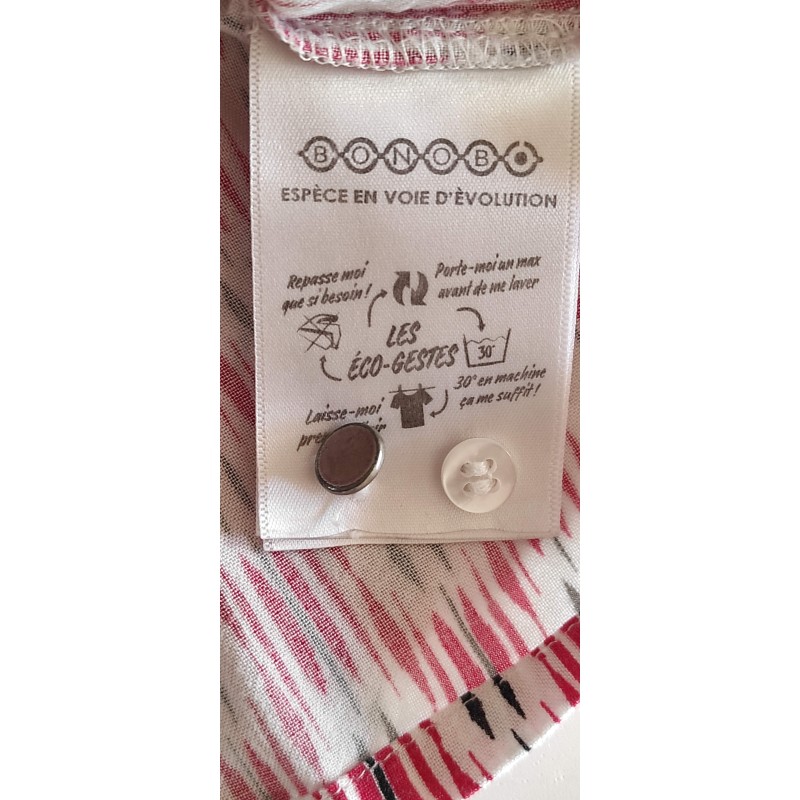 BONOBO
ESPÈCE EN VOIE D'ÈVOLUTION
Repasse moi
que si besoin !
Porte-moi un max
avant de me laver
LES
ÉCO-GESTES
30°
30° en machine
ça me suffit !
Laisse-moi